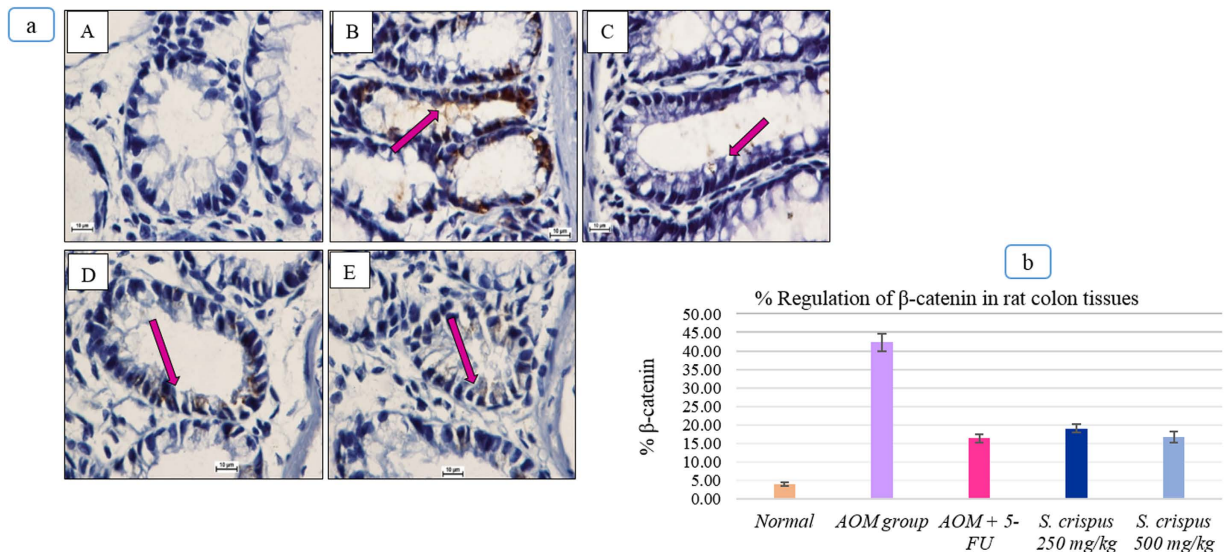 a
A
B
C
10 μm
10 μm
10 μm
D
E
10 μm
10 μm
b
% Regulation of β-catenin in rat colon tissues
50.00
45.00
40.00
35.00
30.00
25.00
20.00
15.00
10.00
5.00
0.00
% β-catenin
Normal
AOM group
AOM + 5-
FU
S. crispus
250 mg/kg
S. crispus
500 mg/kg